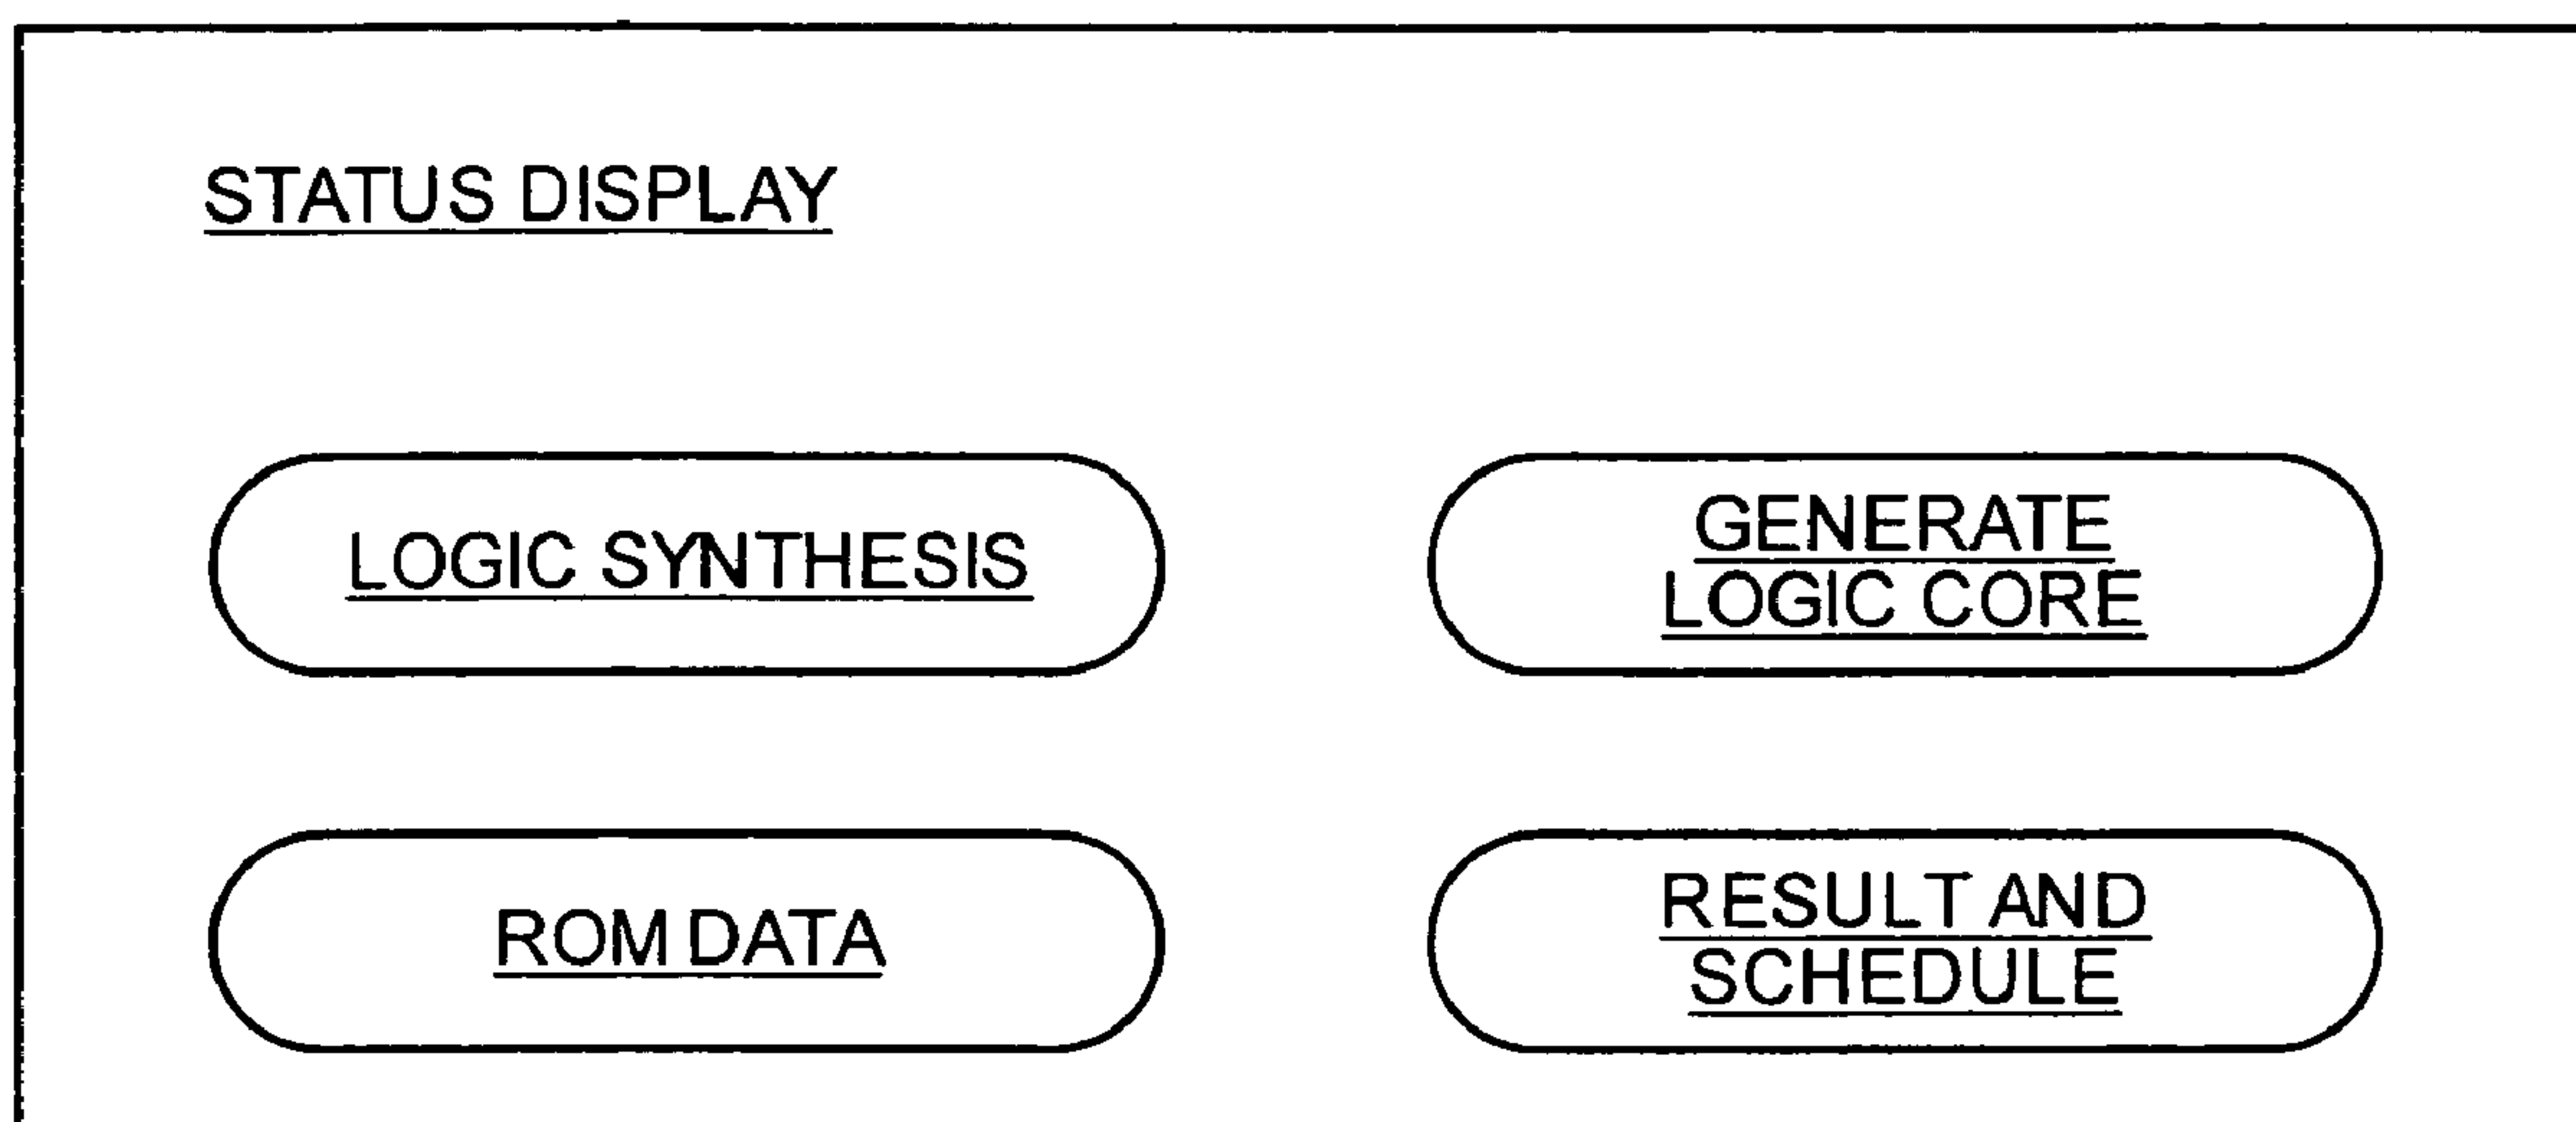 STATUS DISPLAY
LOGIC SYNTHESIS
GENERATE
LOGIC CORE
ROM DATA
RESULT AND
SCHEDULE